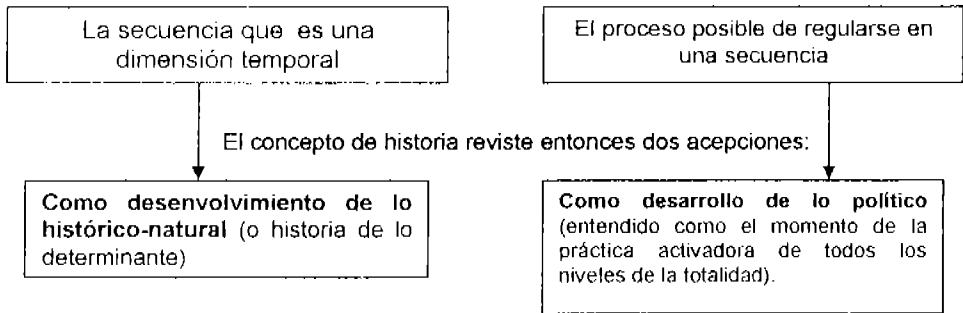 La secuencia que es una
dimensión temporal
El proceso posible de regularse en
una secuencia
El concepto de historia reviste entonces dos acepciones:
Como desenvolvimiento de lo
histórico-natural (o historia de lo
determinante)
Como desarrollo de lo político
(entendido como el momento de la
práctica activadora de todos los
niveles de la totalidad).